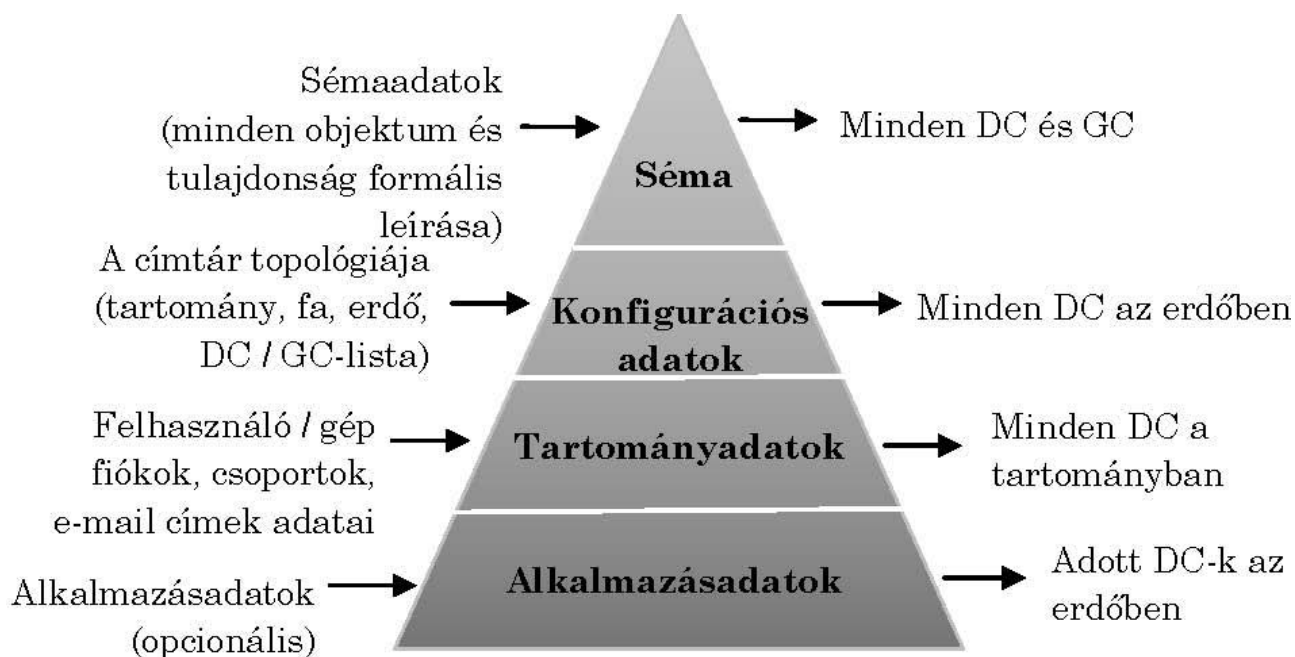 Sémaadatok
(minden objektum és
tulajdonság formális
leírása)
Séma
Minden DC és GC
A címtár topológiája
(tartomány, fa, erdő,
DC / GC-lista)
Konfigurációs
adatok
Minden DC az erdőben
Felhasználó / gép
fiókok, csoportok,
e-mail címek adatai
Tartományadatok
Minden DC a
tartományban
Alkalmazásadatok
(opcionális)
Alkalmazásadatok
Adott DC-k az
erdőben